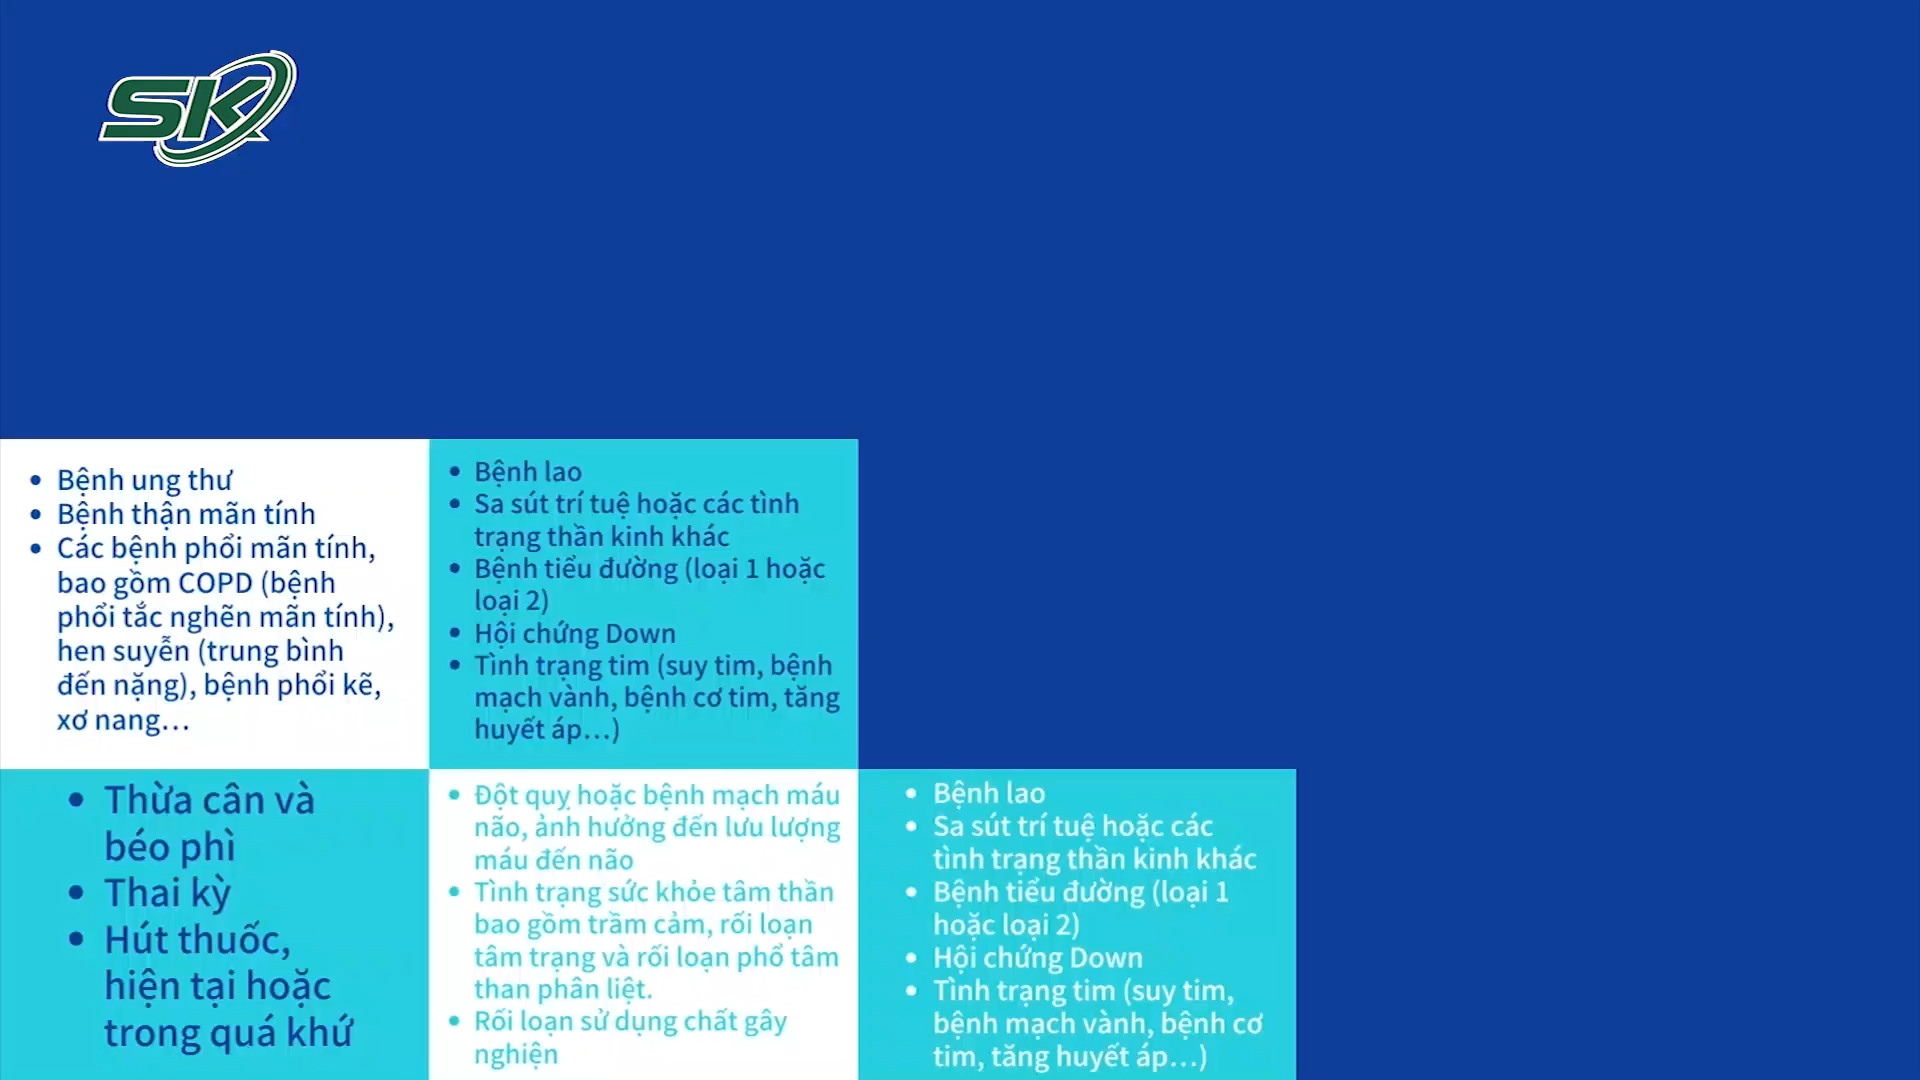 SK
Bệnh ung thư
Bệnh thận mãn tính
Các bệnh phổi mãn tính,
bao gồm COPD (bệnh
phổi tắc nghẽn mãn tính),
hen suyễn (trung bình
đến nặng), bệnh phổi kẽ,
xơ nang...
Bệnh lao
Sa sút trí tuệ hoặc các tình
trạng thần kinh khác
Bệnh tiểu đường (loại 1 hoặc
loại 2)
Hội chứng Down
Tình trạng tim (suy tim, bệnh
mạch vành, bệnh cơ tim, tăng
huyết áp...)
Thừa cân và
béo phì
Thai kỳ
Hút thuốc,
hiện tại hoặc
trong quá khứ
Đột quỵ hoặc bệnh mạch máu
não, ảnh hưởng đến lưu lượng
máu đến não
Tình trạng sức khỏe tâm thần
bao gồm trầm cảm, rối loạn
tâm trạng và rối loạn phổ tâm
than phân liệt.
Rối loạn sử dụng chất gây
nghiện
Bệnh lao
Sa sút trí tuệ hoặc các
tình trạng thần kinh khác
Bệnh tiểu đường (loại 1
hoặc loại 2)
Hội chứng Down
Tình trạng tim (suy tim,
bệnh mạch vành, bệnh cơ
tim, tăng huyết áp...)